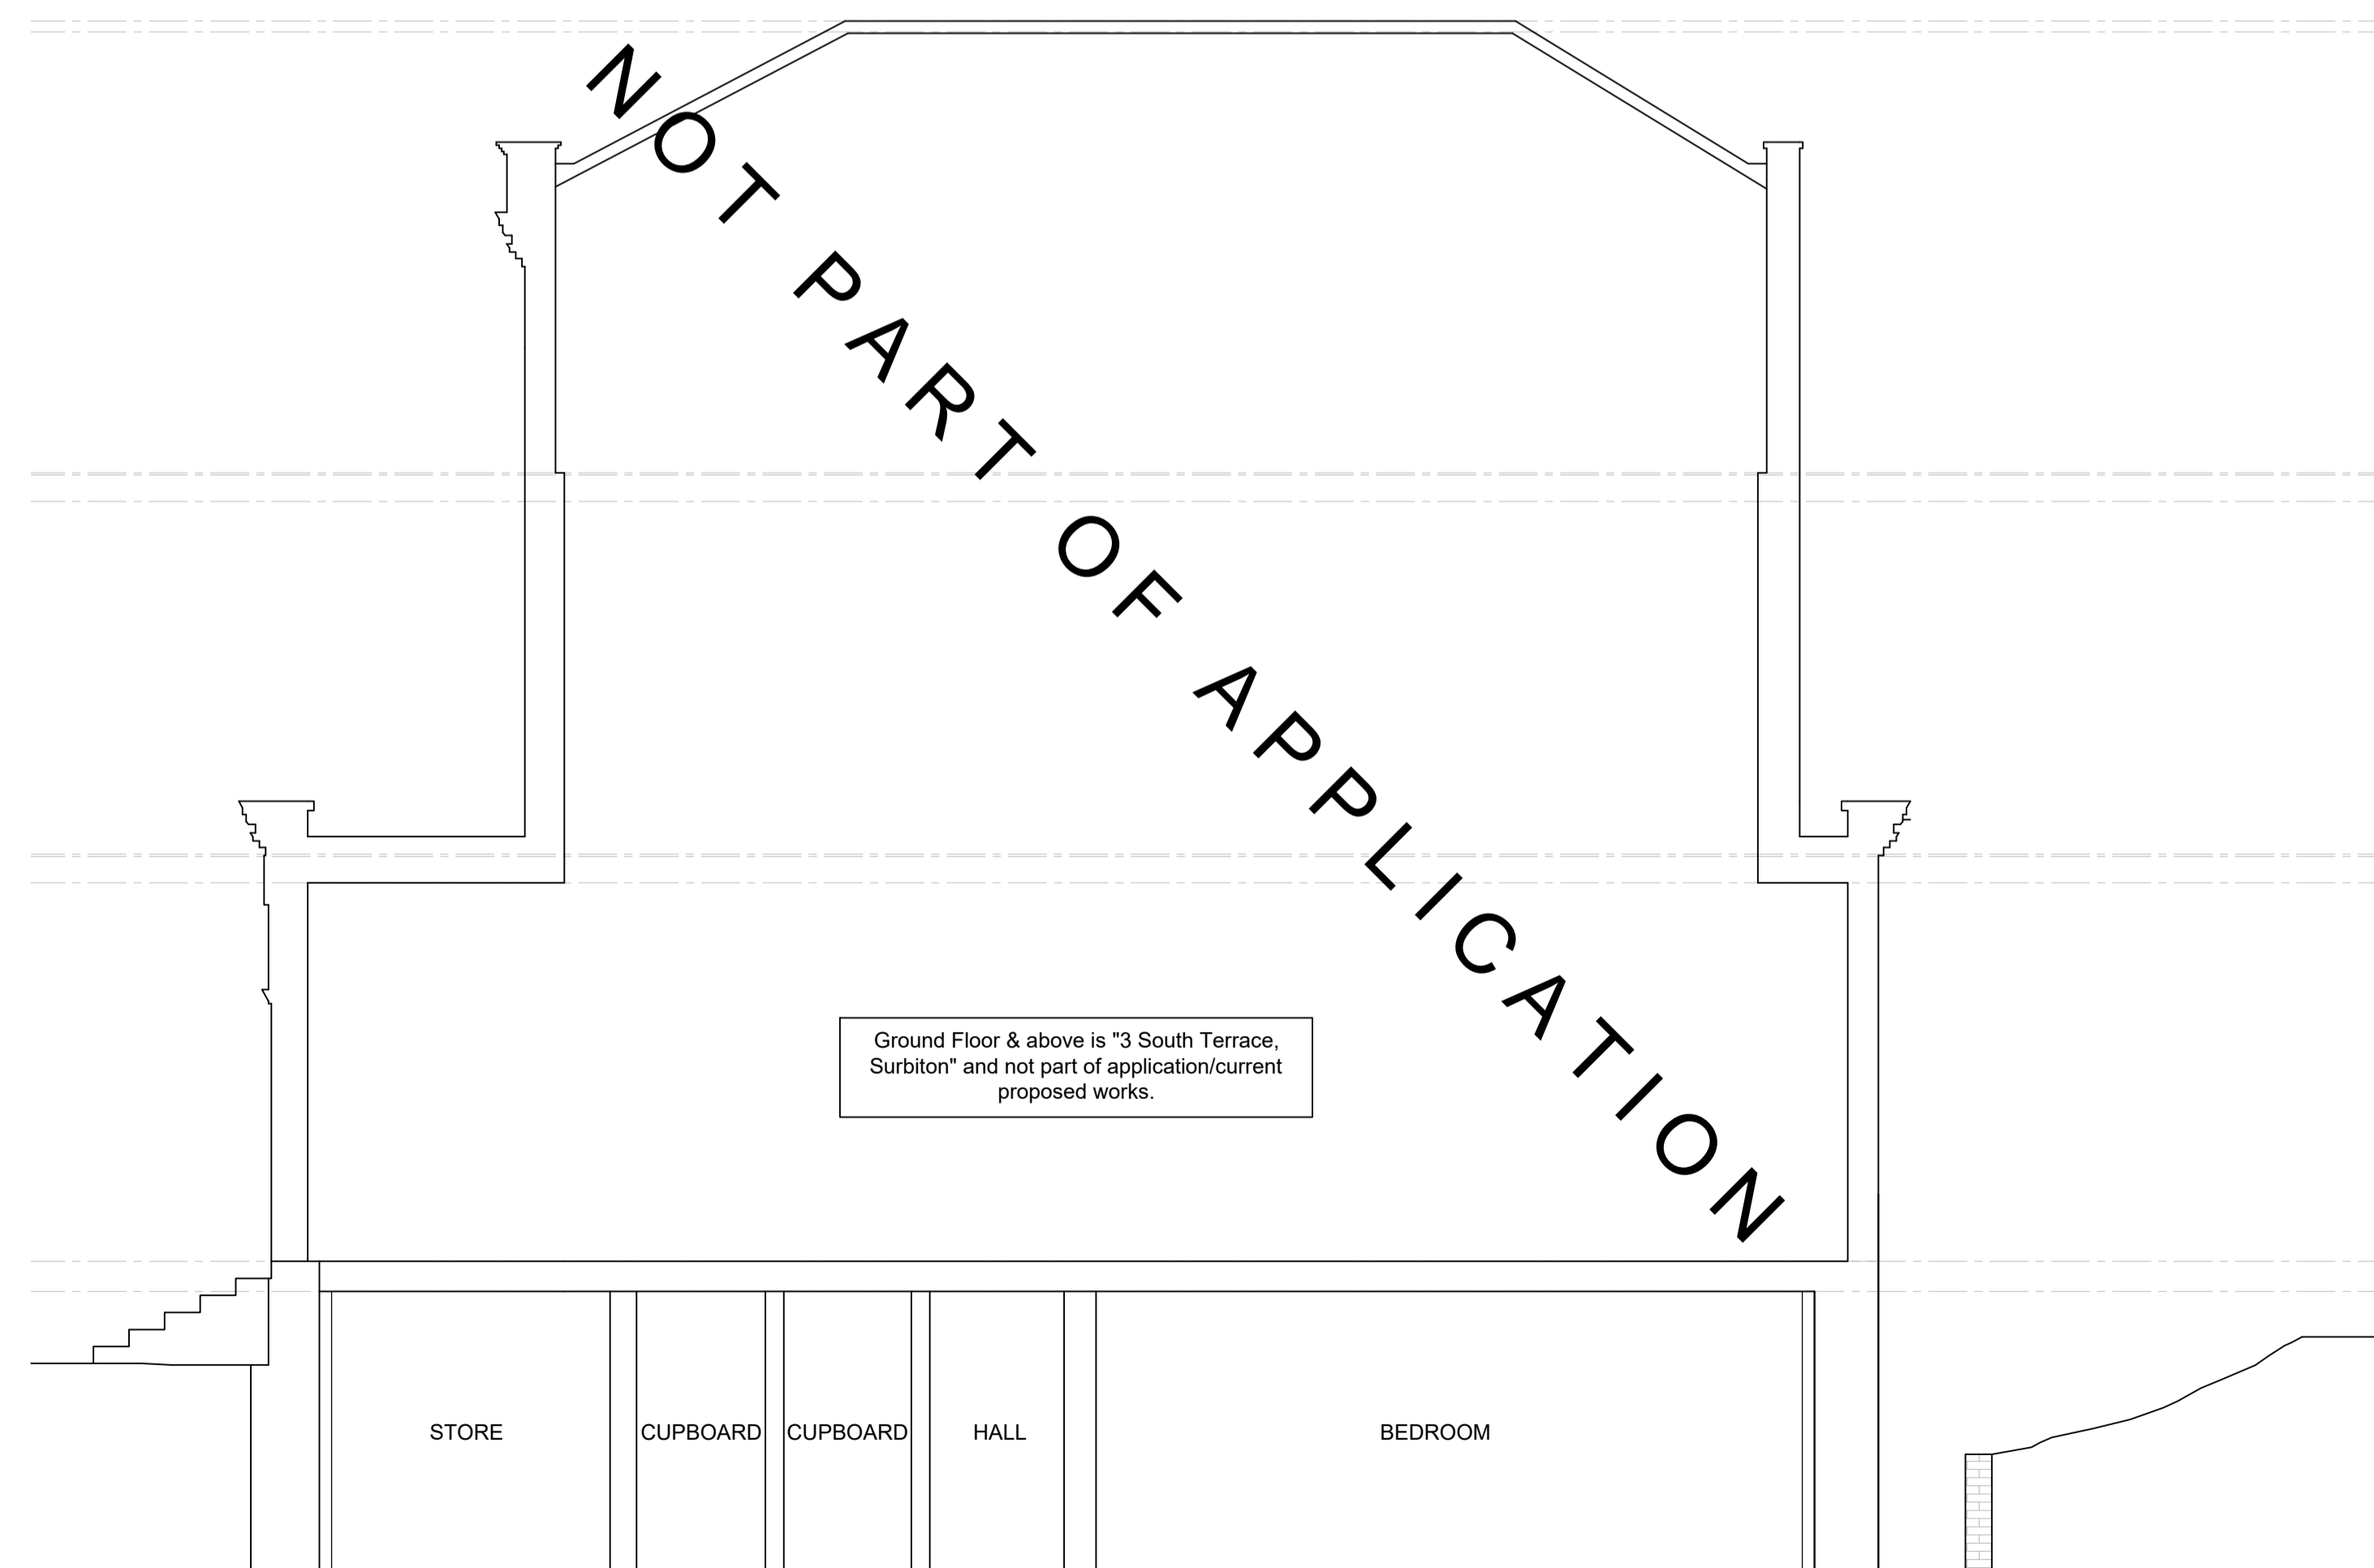 NOT PART OF APPLICATION
Ground Floor & above is "3 South Terrace,
Surbiton" and not part of application/current
proposed works.
STORE
CUPBOARD
CUPBOARD
HALL
BEDROOM